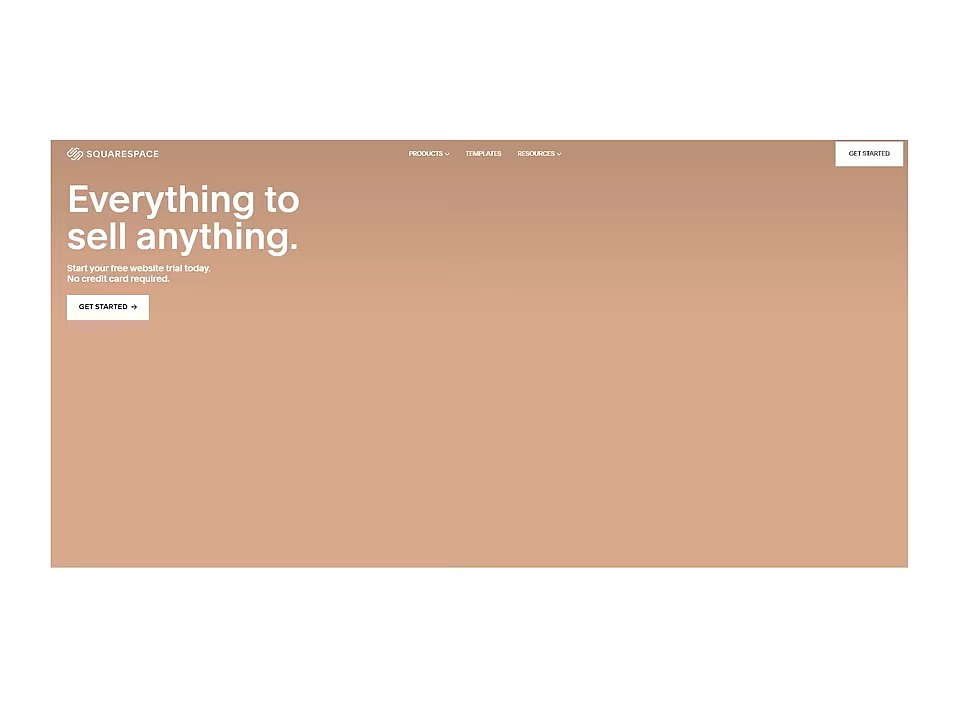 SQUARESPACE
PRODUCTS
TEMPLATES
RESOURCES
GET STARTED
Everything to
sell anything.
Start your free website trial today.
No credit card required.
GET STARTED →